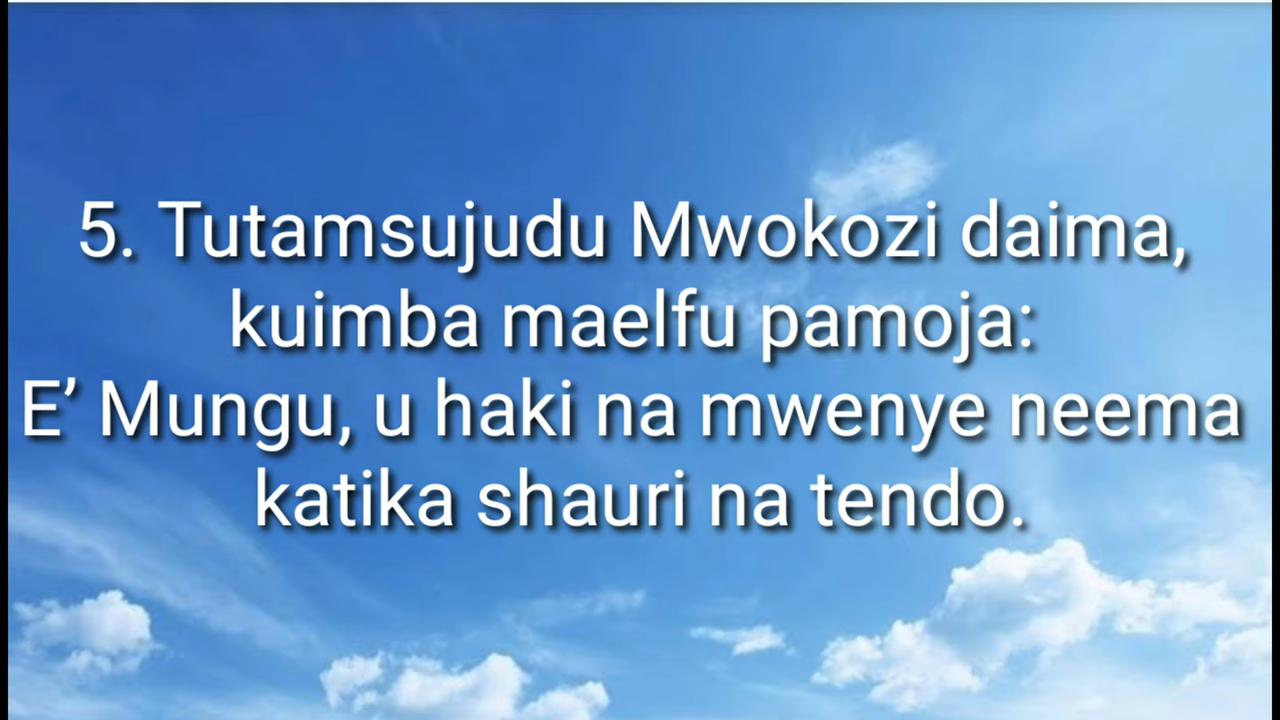 5. Tutamsujudu Mwokozi daima,
kuimba maelfu pamoja:
E’ Mungu, u haki na mwenye neema
katika shauri na tendo.